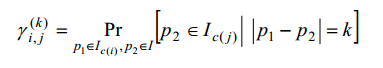 γ_{i,j}^{(k)} = Pr_{p_1∈I_{c(i)}, p_2∈I} [p_2 ∈ I_{c(j)} | |p_1 − p_2| = k]